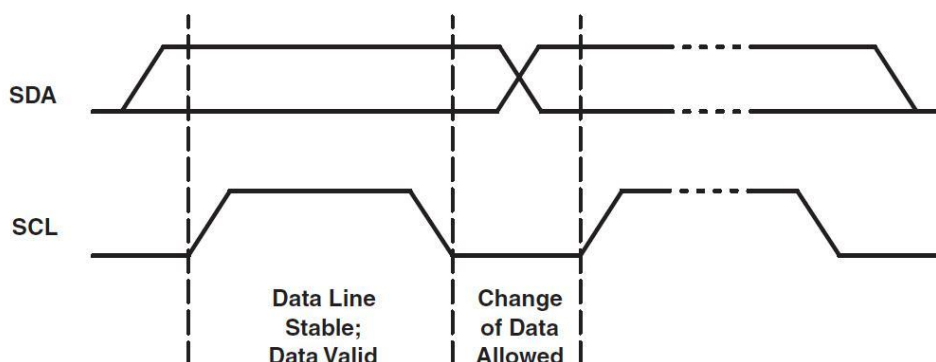 SDA
SCL
Data Line
Stable;
Data Valid
Change
of Data
Allowed